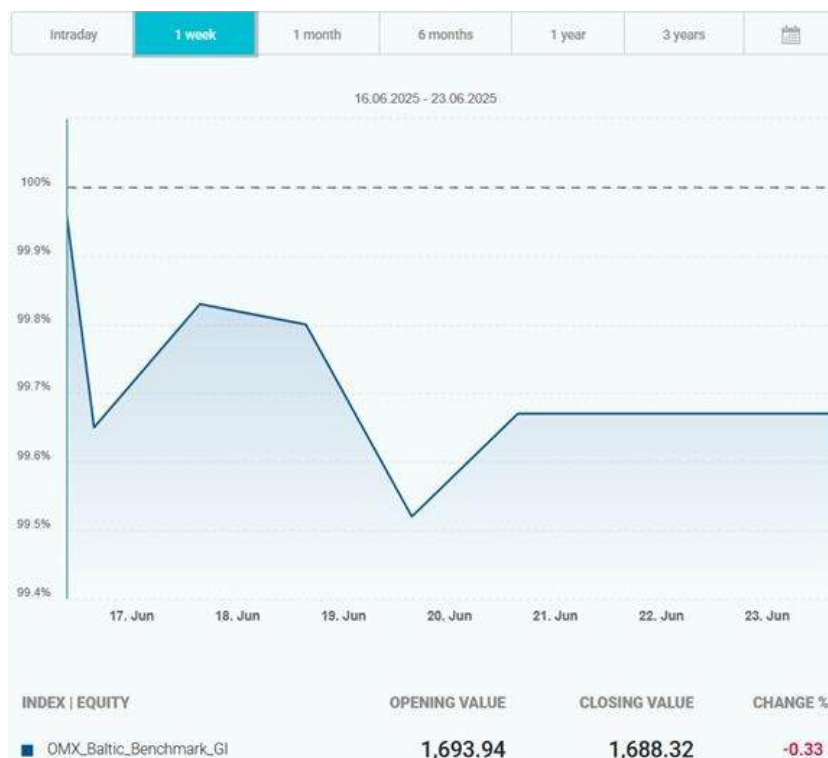 Intraday 1 week 1 month 6 months 1 year 3 years
16.06.2025 - 23.06.2025
100%
99.9%
99.8%
99.7%
99.6%
99.5%
99.4%
17. Jun 18. Jun 19. Jun 20. Jun 21. Jun 22. Jun 23. Jun
INDEX | EQUITY OPENING VALUE CLOSING VALUE CHANGE %
OMX_Baltic_Benchmark_GI 1,693.94 1,688.32 -0.33